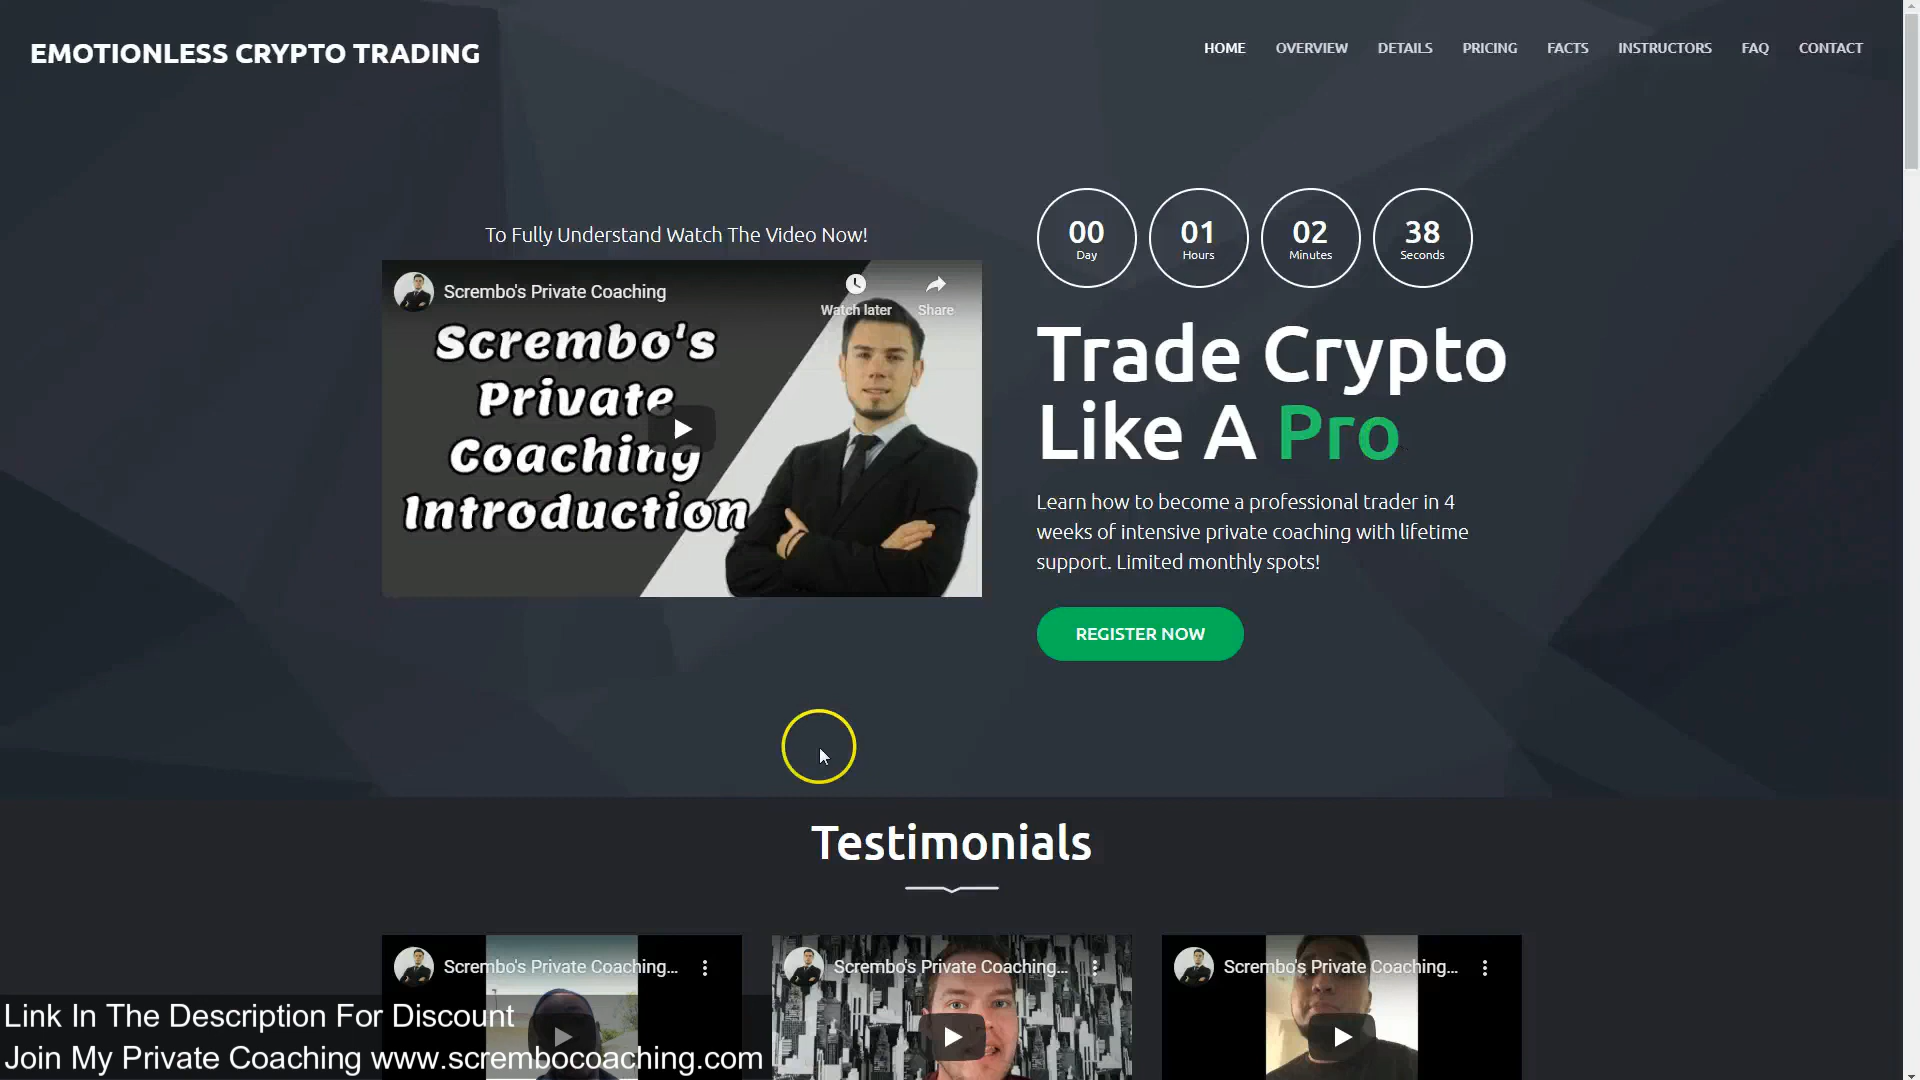 EMOTIONLESS CRYPTO TRADING
HOME OVERVIEW DETAILS PRICING FACTS INSTRUCTORS FAQ CONTACT
To Fully Understand Watch The Video Now!
Scrembo's Private Coaching
Watch later
Share
Scrembo's
Private
Coaching
Introduction
00 01 02 38
Day Hours Minutes Seconds
Trade Crypto
Like A Pro
Learn how to become a professional trader in 4
weeks of intensive private coaching with lifetime
support. Limited monthly spots!
REGISTER NOW
Testimonials
Scrembo's Private Coaching...
Scrembo's Private Coaching...
Scrembo's Private Coaching...
Link In The Description For Discount
Join My Private Coaching www.scrembocoaching.com